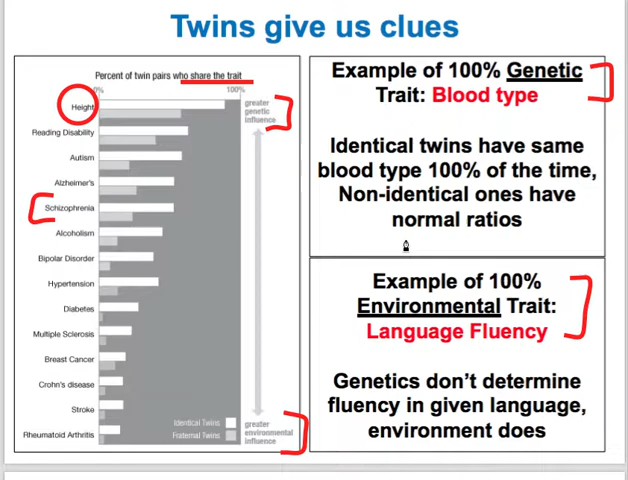 Twins give us clues
Percent of twin pairs who share the trait
0% 100%
Height
Reading Disability
Autism
Alzheimer's
Schizophrenia
Alcoholism
Bipolar Disorder
Hypertension
Diabetes
Multiple Sclerosis
Breast Cancer
Crohn's disease
Stroke
Rheumatoid Arthritis
greater
genetic
influence
Identical Twins
Fraternal Twins
greater
environmental
influence
Example of 100% Genetic
Trait: Blood type
Identical twins have same
blood type 100% of the time,
Non-identical ones have
normal ratios
Example of 100%
Environmental Trait:
Language Fluency
Genetics don't determine
fluency in given language,
environment does